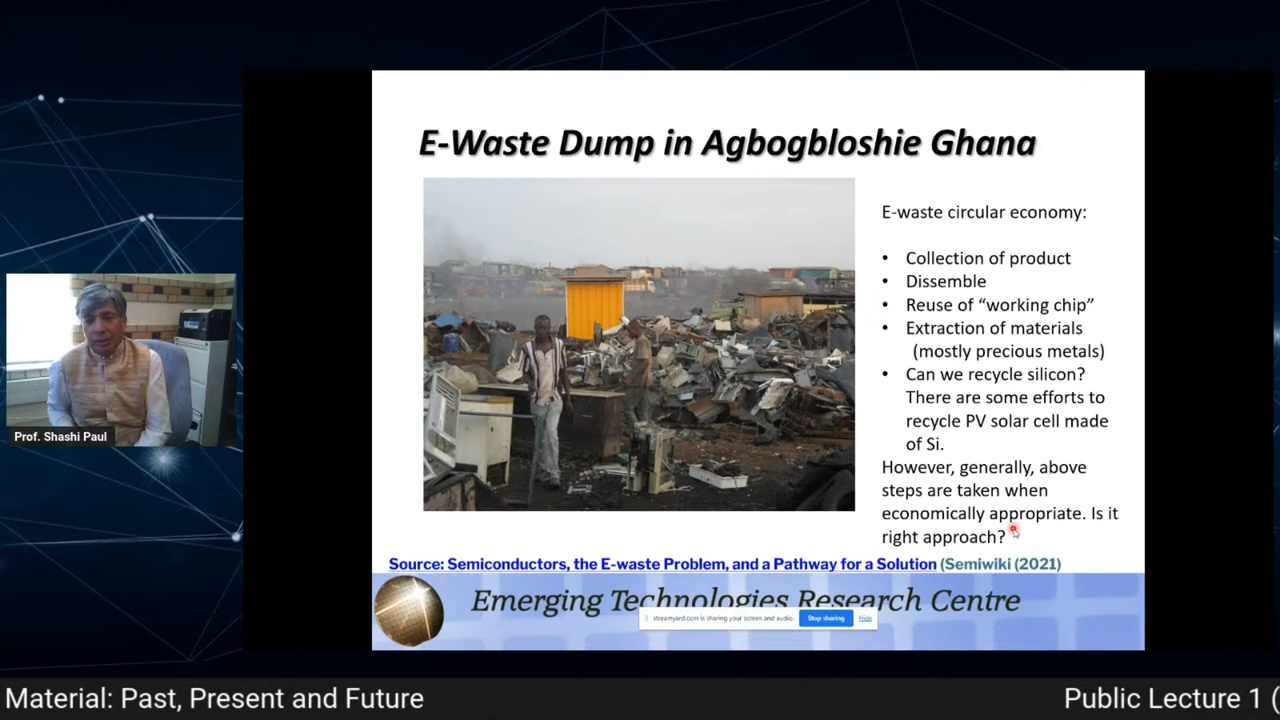 E-Waste Dump in Agbogbloshie Ghana
E-waste circular economy:
• Collection of product
• Dissemble
• Reuse of “working chip”
• Extraction of materials
(mostly precious metals)
• Can we recycle silicon?
There are some efforts to
recycle PV solar cell made
of Si.
However, generally, above
steps are taken when
economically appropriate. Is it
right approach?
Prof. Shashi Paul
Source: Semiconductors, the E-waste Problem, and a Pathway for a Solution (Semiwiki (2021)
Emerging Technologies Research Centre
streamyard.com is sharing your screen and audio. Stop sharing Hide
Material: Past, Present and Future
Public Lecture 1 (